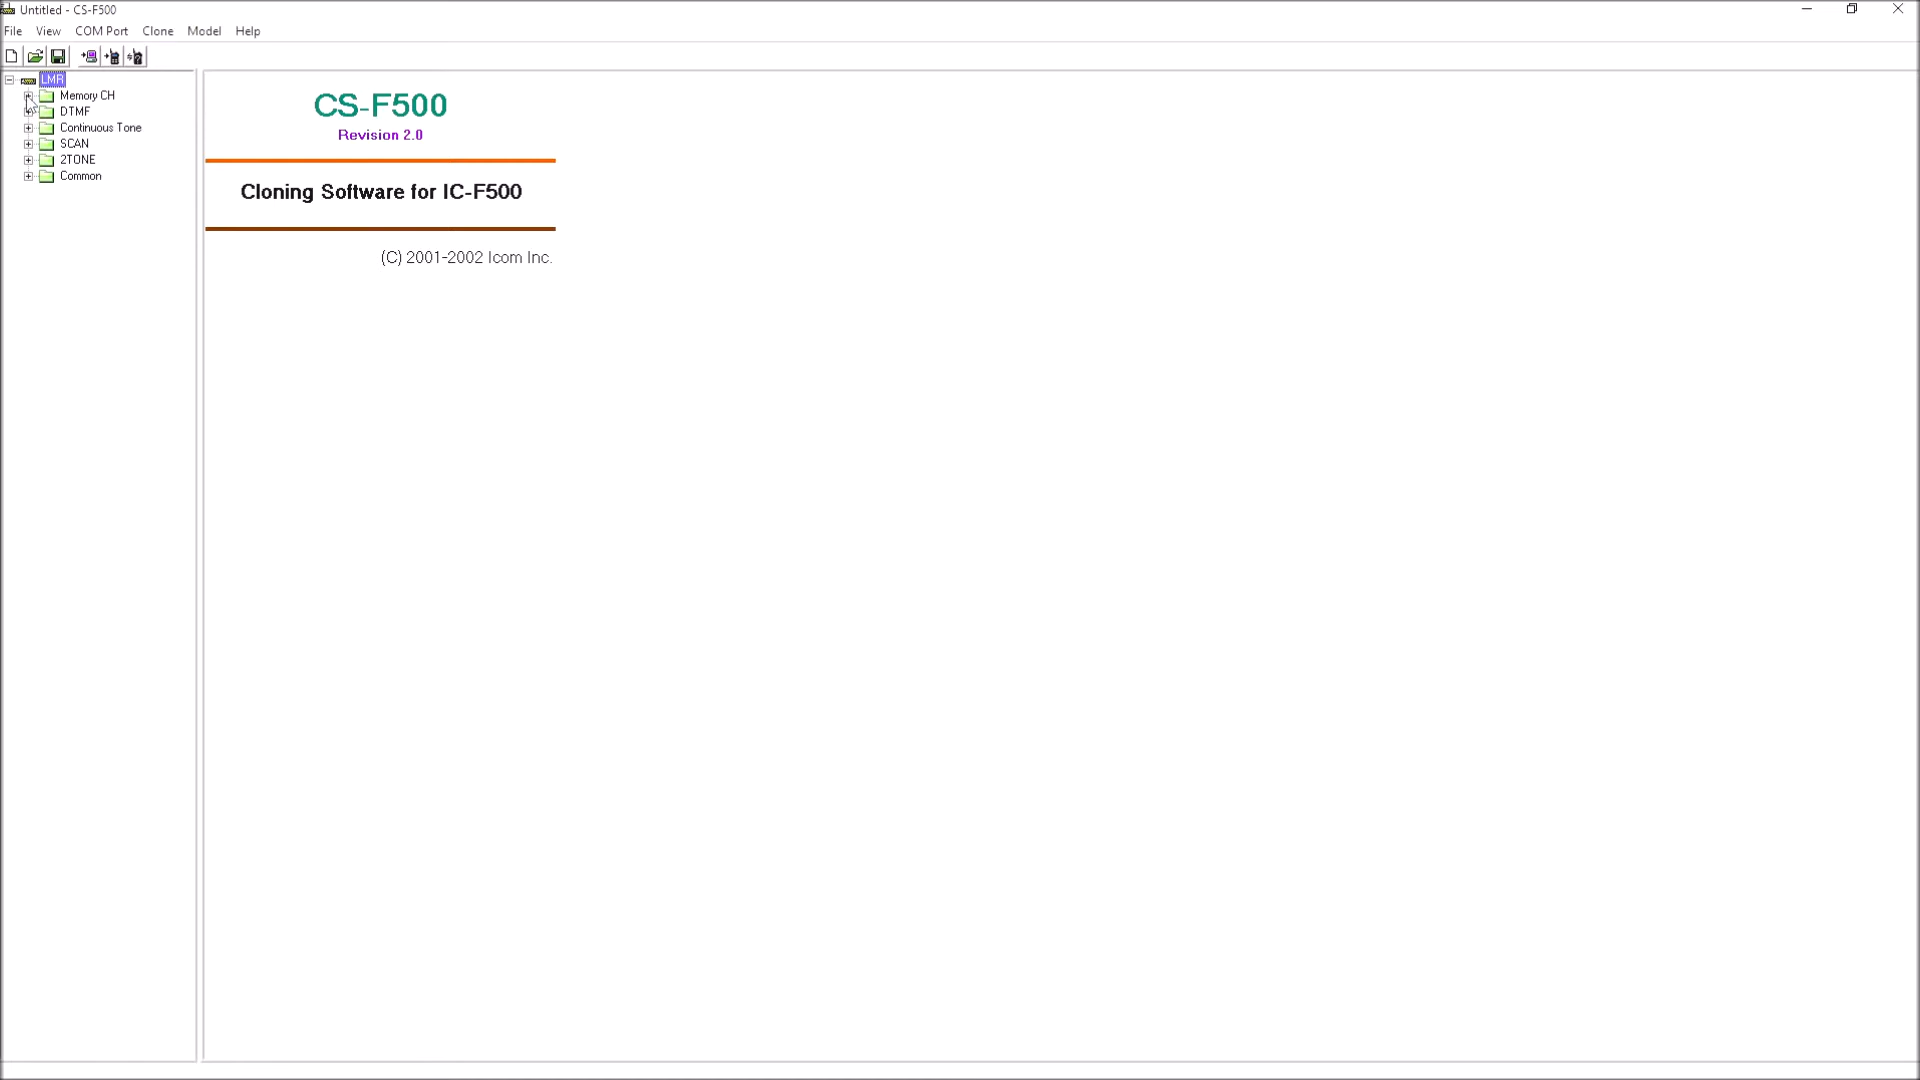 Untitled - CS-F500
File View COM Port Clone Model Help
LMR
Memory CH
DTMF
Continuous Tone
SCAN
2TONE
Common
CS-F500
Revision 2.0
Cloning Software for IC-F500
(C) 2001-2002 Icom Inc.